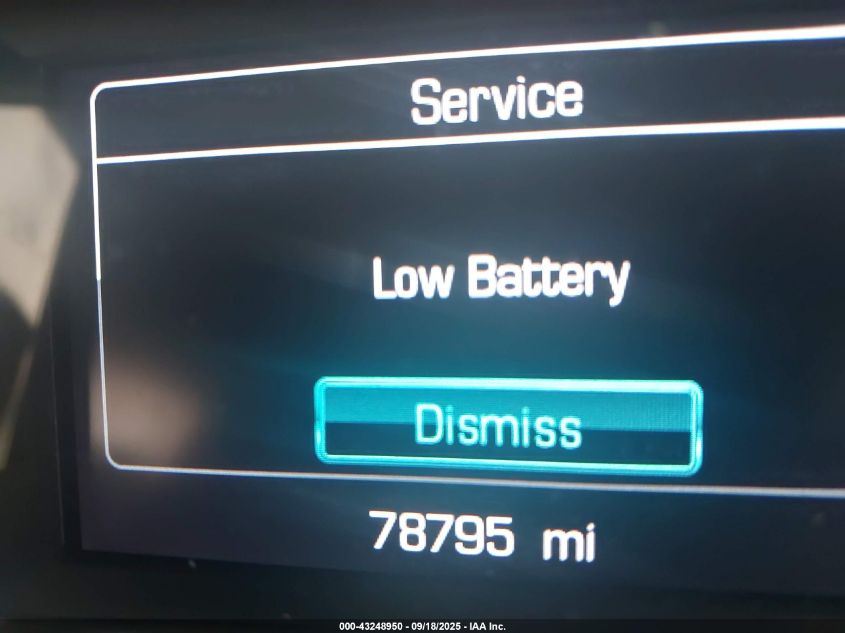 Service
Low Battery
Dismiss
78795 mi
000-43248950 - 09/18/2025 - IAA Inc.